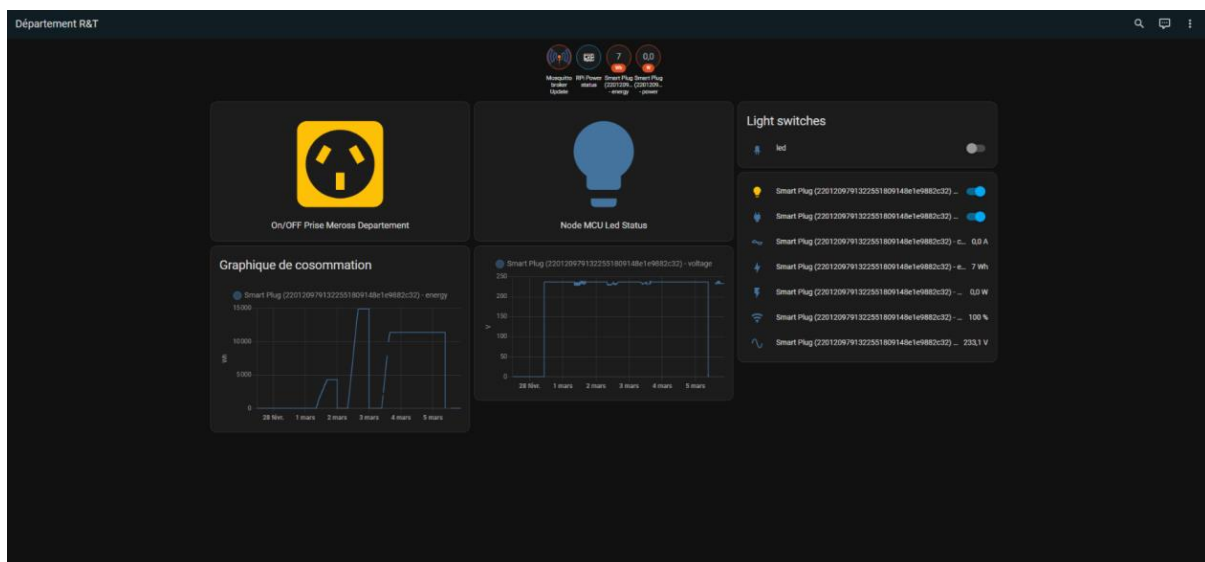 Département R&T
7
Wh
0,0
W
Mosquitto
broker
Update
RPi Power
status
Smart Plug
(2201209...
- energy
Smart Plug
(2201209...
- power
On/OFF Prise Meross Departement
Node MCU Led Status
Light switches
led
Smart Plug (2201209791322551809148e1e9882c32) ...
Smart Plug (2201209791322551809148e1e9882c32) ...
Smart Plug (2201209791322551809148e1e9882c32) - c... 0,0 A
Smart Plug (2201209791322551809148e1e9882c32) - e... 7 Wh
Smart Plug (2201209791322551809148e1e9882c32) - ... 0,0 W
Smart Plug (2201209791322551809148e1e9882c32) - ... 100 %
Smart Plug (2201209791322551809148e1e9882c32) ... 233,1 V
Graphique de cosommation
Smart Plug (2201209791322551809148e1e9882c32) - energy
15000
10000
5000
0
Wh
28 févr. 1 mars 2 mars 3 mars 4 mars 5 mars
Smart Plug (2201209791322551809148e1e9882c32) - voltage
250
200
150
100
50
0
V
28 févr. 1 mars 2 mars 3 mars 4 mars 5 mars